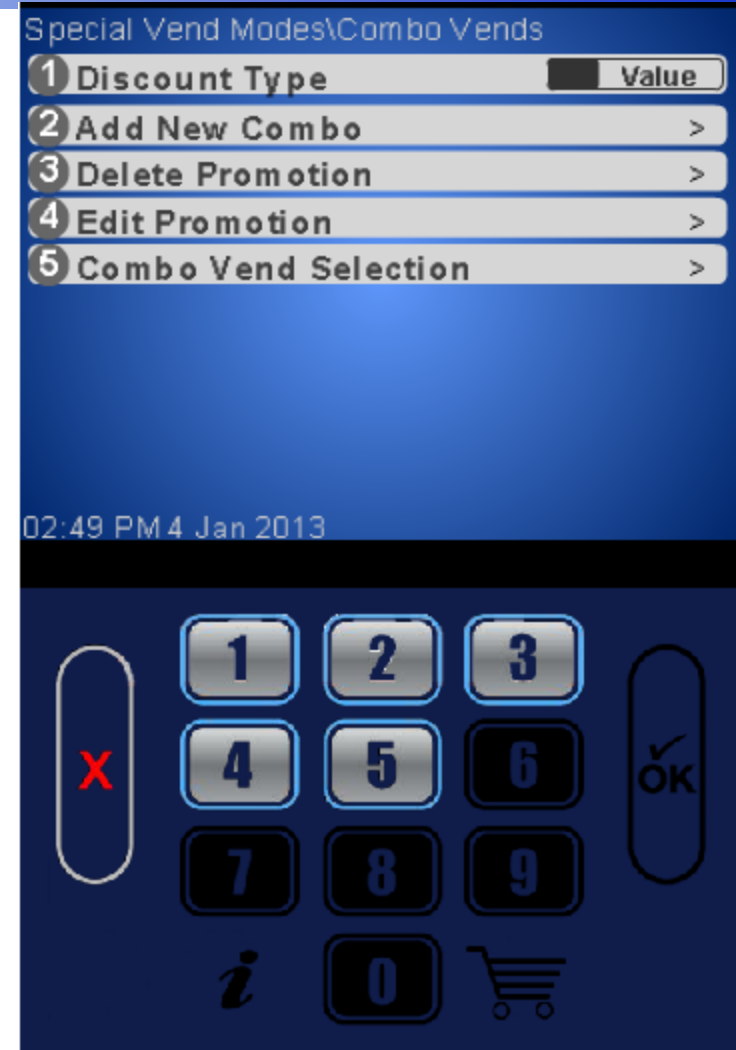 Special Vend Modes\Combo Vends
1 Discount Type Value
2 Add New Combo >
3 Delete Promotion >
4 Edit Promotion >
5 Combo Vend Selection >
02:49 PM 4 Jan 2013
1 2 3
X 4 5 6 OK
7 8 9
i 0